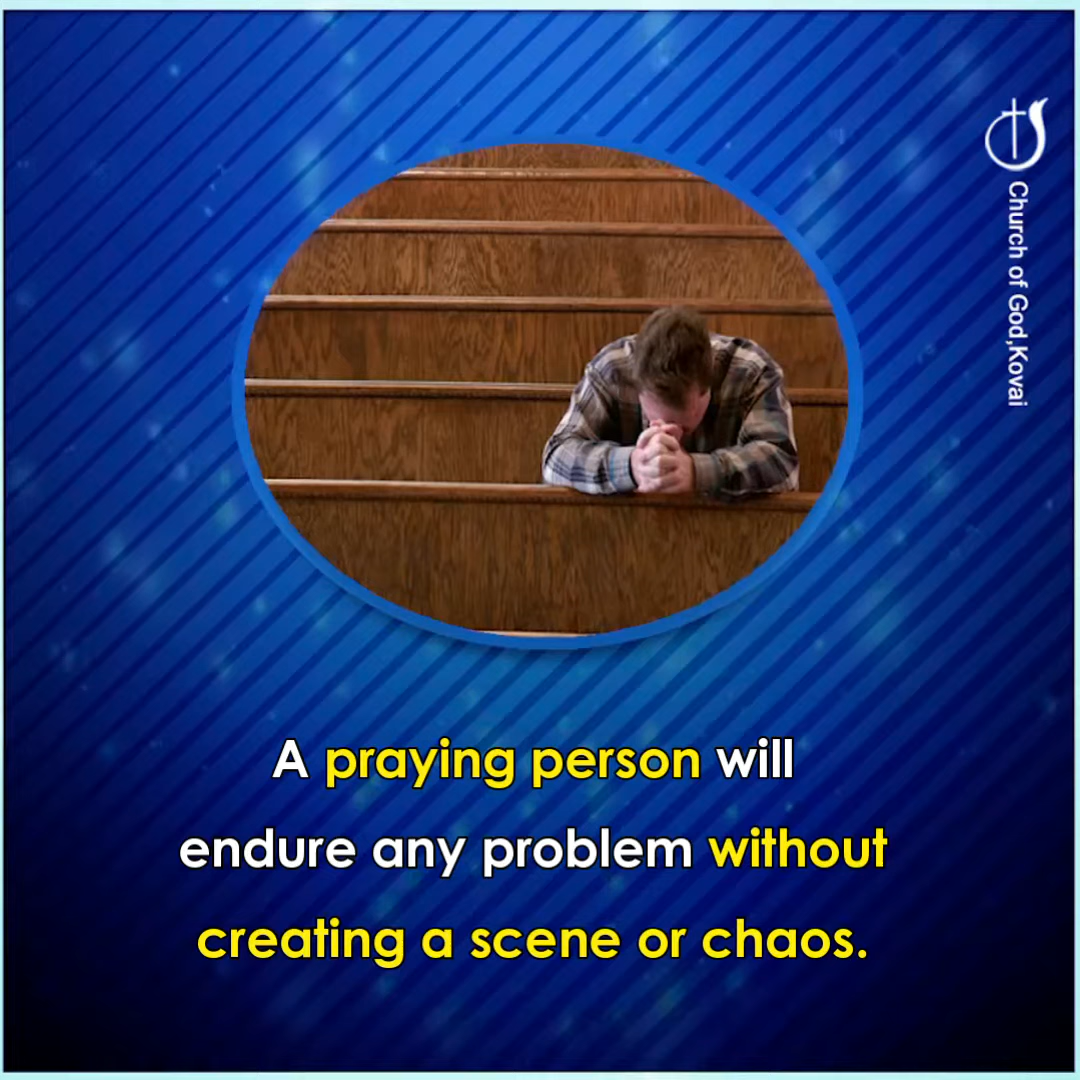 Church of God,Kovai
A praying person will
endure any problem without
creating a scene or chaos.